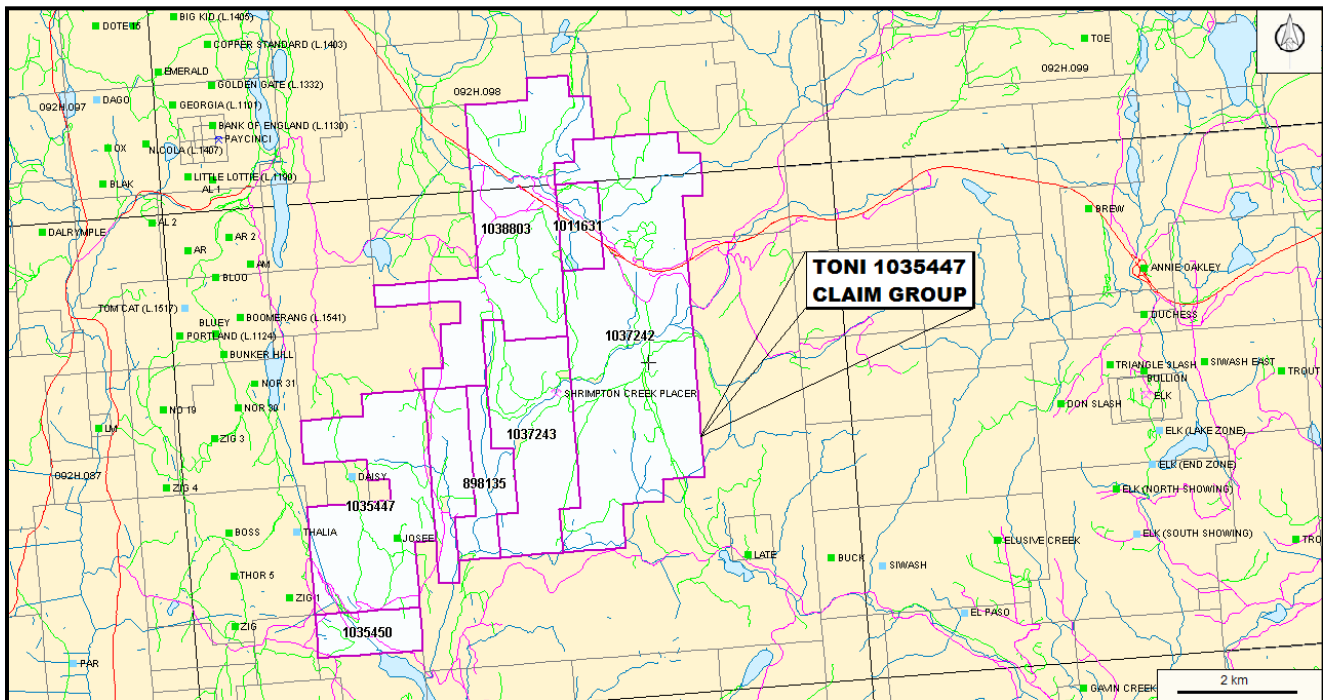 BIG KID (L.1405)
DOTE 15
COPPER STANDARD (L.1403)
TOE
EMERALD
092H.099
GOLDEN GATE (L.1332)
092H.098
092H.097
DAGO
GEORGIA (L.1101)
BANK OF ENGLAND (L.1130)
PAYCINCI
OX
NICOLA (L.1407)
LITTLE LOTTIE (L.1190)
BLAK
AL 1
BREW
AL 2
1038803
1011631
DALRYMPLE
AR 2
AR
AM
TONI 1035447
CLAIM GROUP
ANNIE OAKLEY
BLOO
TOM CAT (L.1517)
BOOMERANG (L.1541)
DUCHESS
BLUEY
PORTLAND (L.1124)
1037242
BUNKER HILL
TRIANGLE SLASH
SIWASH EAST
TROUT
BULLION
NOR 31
SHRIMPTON CREEK PLACER
ELK
NO 19
NOR 30
DON SLASH
LM
1037243
ELK (LAKE ZONE)
ZIG 3
ELK (END ZONE)
092H.087
DAISY
898135
ZIG 4
ELK (NORTH SHOWING)
1035447
BOSS
THALIA
JOSEE
ELK (SOUTH SHOWING)
ELUSIVE CREEK
TRO
LATE
BUCK
SIWASH
THOR 5
ZIG 1
EL PASO
ZIG
1035450
PAR
2 km
GAVIN CREEK